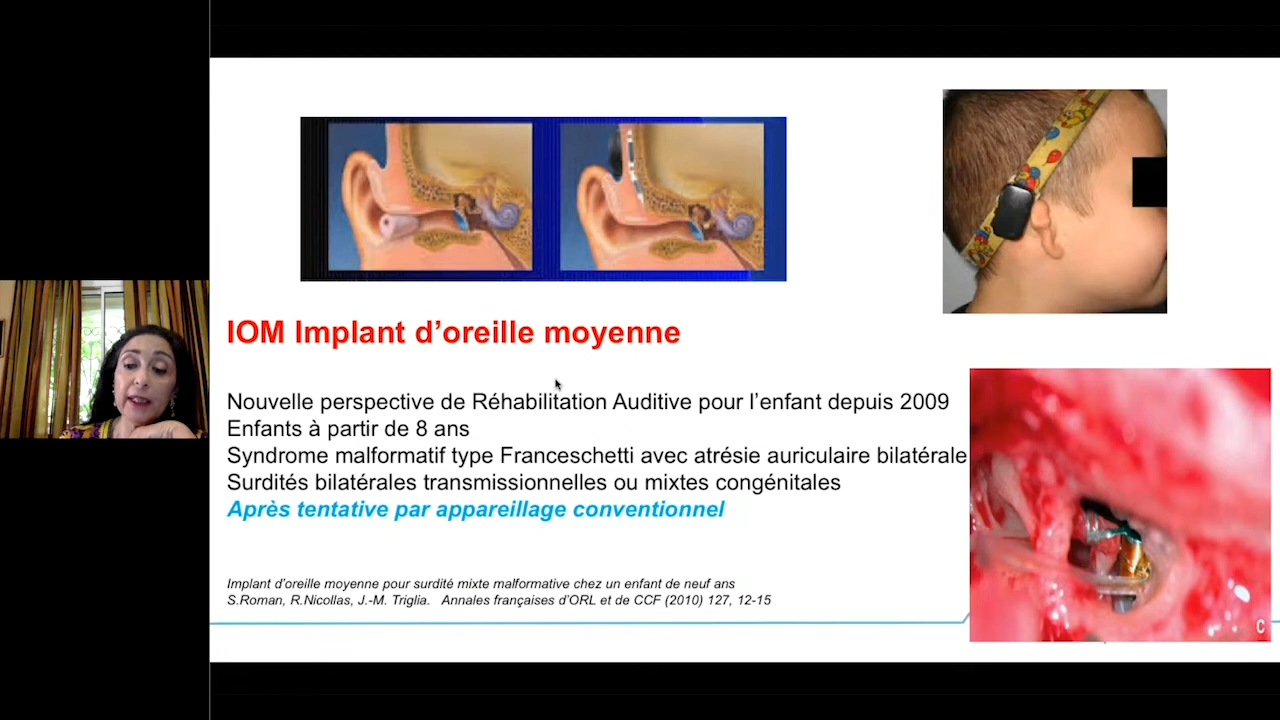 IOM Implant d’oreille moyenne
Nouvelle perspective de Réhabilitation Auditive pour l’enfant depuis 2009
Enfants à partir de 8 ans
Syndrome malformatif type Franceschetti avec atrésie auriculaire bilatérale
Surdités bilatérales transmissionnelles ou mixtes congénitales
Après tentative par appareillage conventionnel
Implant d’oreille moyenne pour surdité mixte malformative chez un enfant de neuf ans
S.Roman, R.Nicollas, J.-M. Triglia. Annales françaises d’ORL et de CCF (2010) 127, 12-15
C